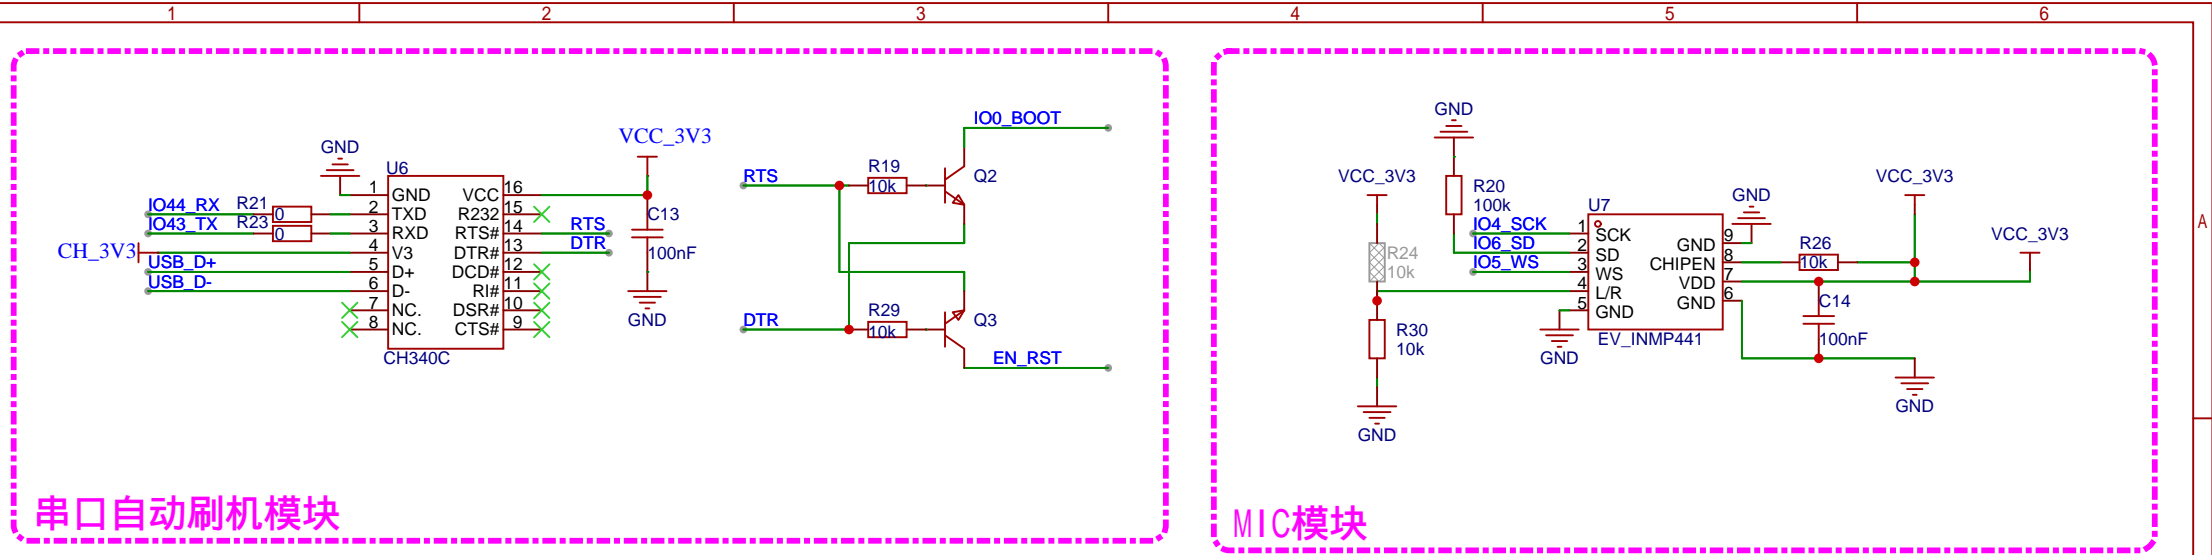 1 2 3 4 5 6
A
GND
VCC_3V3
U6
1 GND VCC 16
IO44_RX R21 0 2 TXD R232 15
IO43_TX R23 0 3 RXD RTS# 14 RTS
CH_3V3 4 V3 DTR# 13 DTR
USB_D+ 5 D+ DCD# 12
USB_D- 6 D- RI# 11
7 NC. DSR# 10
8 NC. CTS# 9
CH340C
C13
100nF
GND
IO0_BOOT
RTS
R19
10k
Q2
DTR
R29
10k
Q3
EN_RST
串口自动刷机模块
GND
VCC_3V3
R20
100k
R24
10k
R30
10k
GND
U7
IO4_SCK 1 SCK GND 9
IO6_SD 2 SD CHIPEN 8
IO5_WS 3 WS VDD 7
4 L/R GND 6
5 GND
EV_INMP441
GND
GND
VCC_3V3
R26
10k
VCC_3V3
C14
100nF
GND
MIC模块